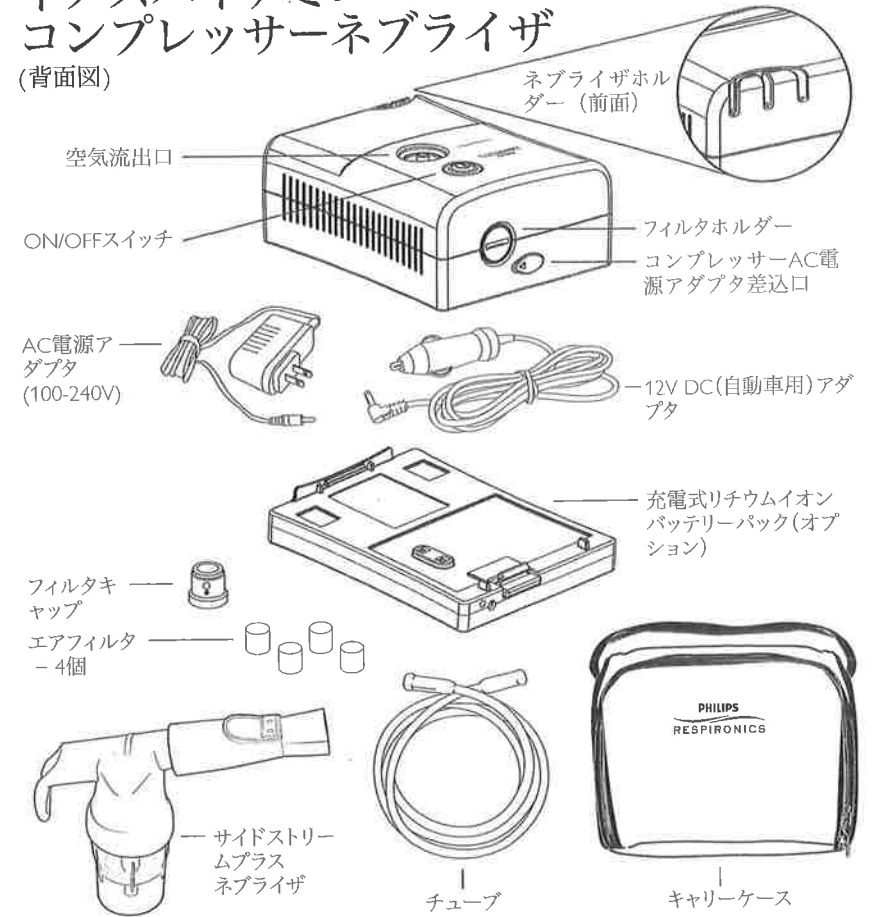 コンプレッサーネブライザ
(背面図)
ネブライザホル
ダー（前面）
空気流出口
ON/OFFスイッチ
フィルタホルダー
コンプレッサーAC電
源アダプタ差込口
AC電源ア
ダプタ
(100-240V)
12V DC（自動車用）アダ
プタ
充電式リチウムイオン
バッテリーパック（オプ
ション）
フィルタキ
ャップ
エアフィルタ
– 4個
PHILIPS
RESPIRONICS
サイドストリー
ムプラス
ネブライザ
チューブ
キャリーケース